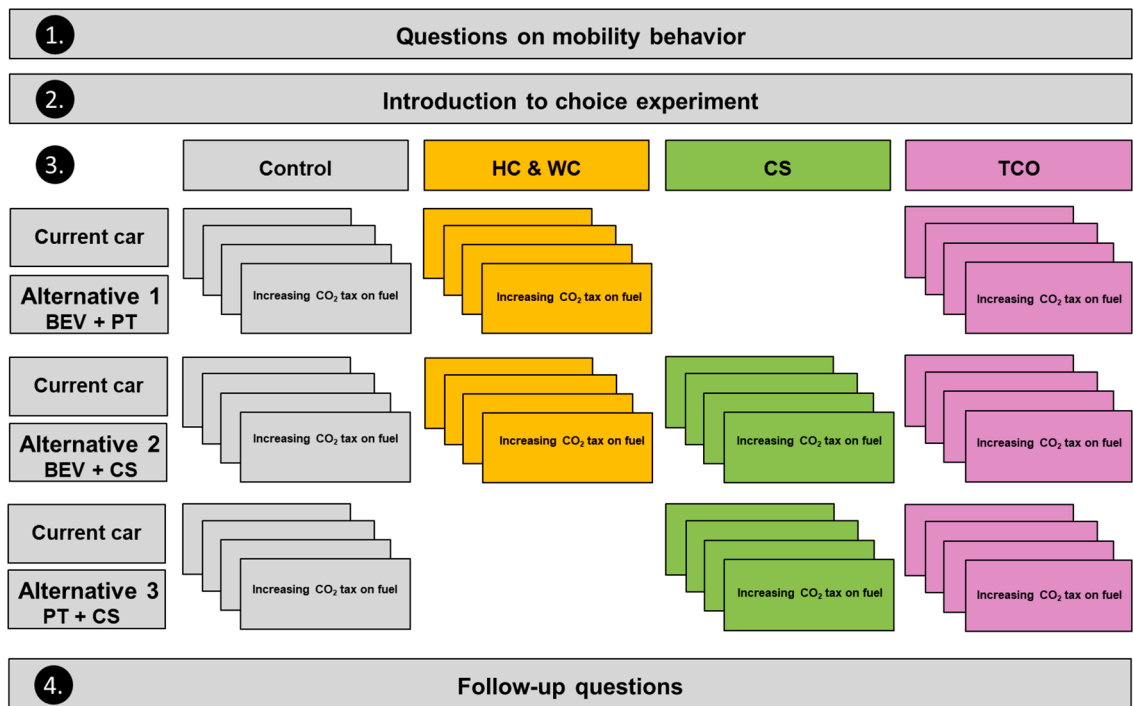 1.
Questions on mobility behavior
2.
Introduction to choice experiment
3.
Control
HC & WC
CS
TCO
Current car
Alternative 1
BEV + PT
Increasing CO₂ tax on fuel
Increasing CO₂ tax on fuel
Increasing CO₂ tax on fuel
Current car
Alternative 2
BEV + CS
Increasing CO₂ tax on fuel
Increasing CO₂ tax on fuel
Increasing CO₂ tax on fuel
Increasing CO₂ tax on fuel
Current car
Alternative 3
PT + CS
Increasing CO₂ tax on fuel
Increasing CO₂ tax on fuel
Increasing CO₂ tax on fuel
4.
Follow-up questions